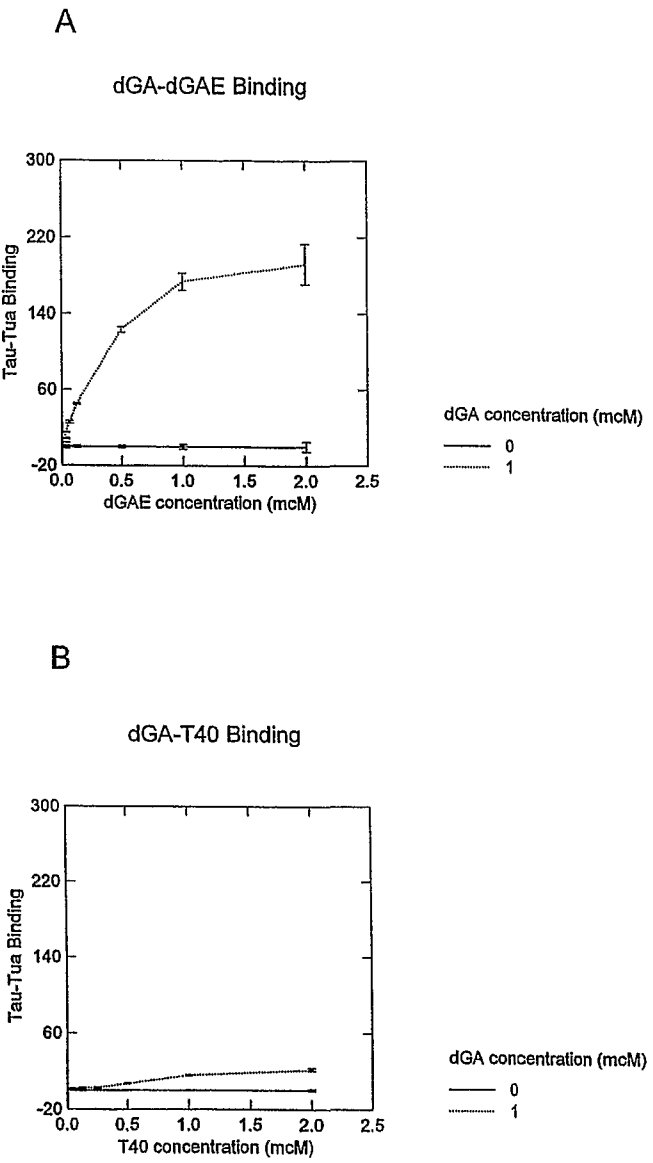 A
dGA-dGAE Binding
300
220
140
60
-20
Tau-Tua Binding
0.0 0.5 1.0 1.5 2.0 2.5
dGAE concentration (mcM)
dGA concentration (mcM)
0
1
B
dGA-T40 Binding
300
220
140
60
-20
Tau-Tua Binding
0.0 0.5 1.0 1.5 2.0 2.5
T40 concentration (mcM)
dGA concentration (mcM)
0
1